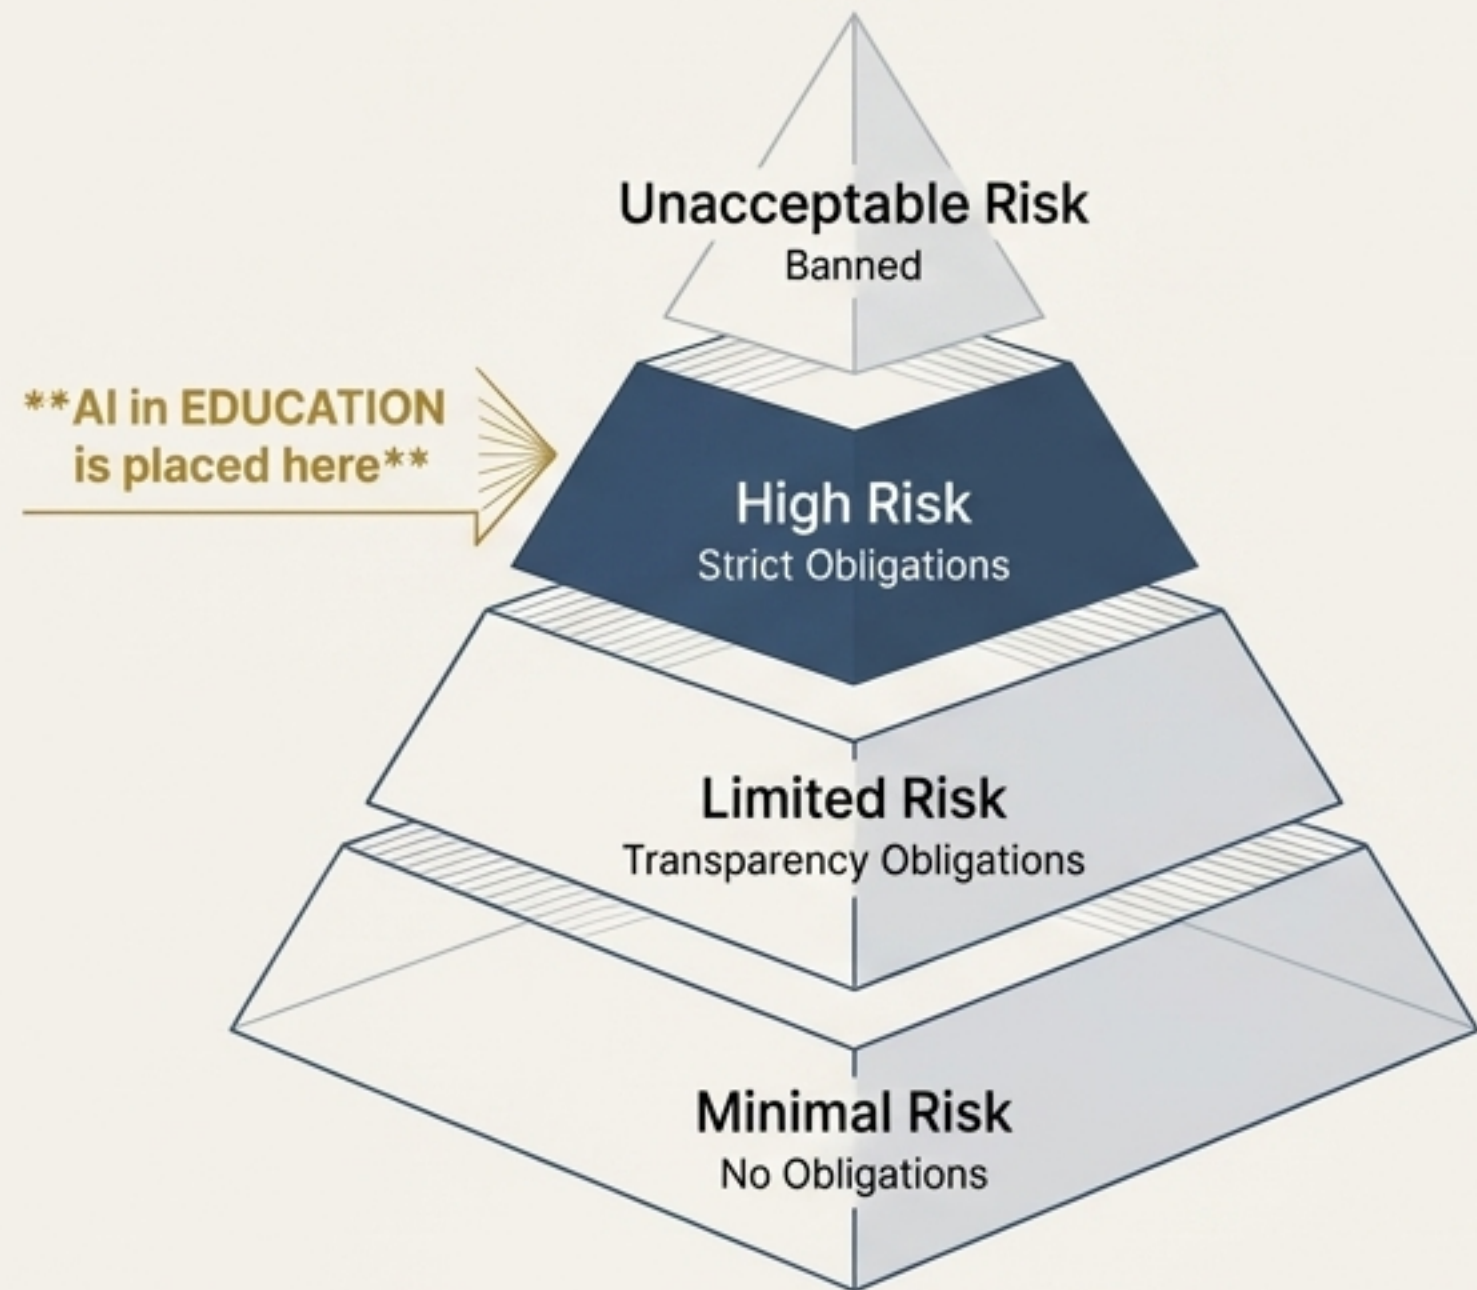 Unacceptable Risk
Banned
**AI in EDUCATION
is placed here**
High Risk
Strict Obligations
Limited Risk
Transparency Obligations
Minimal Risk
No Obligations